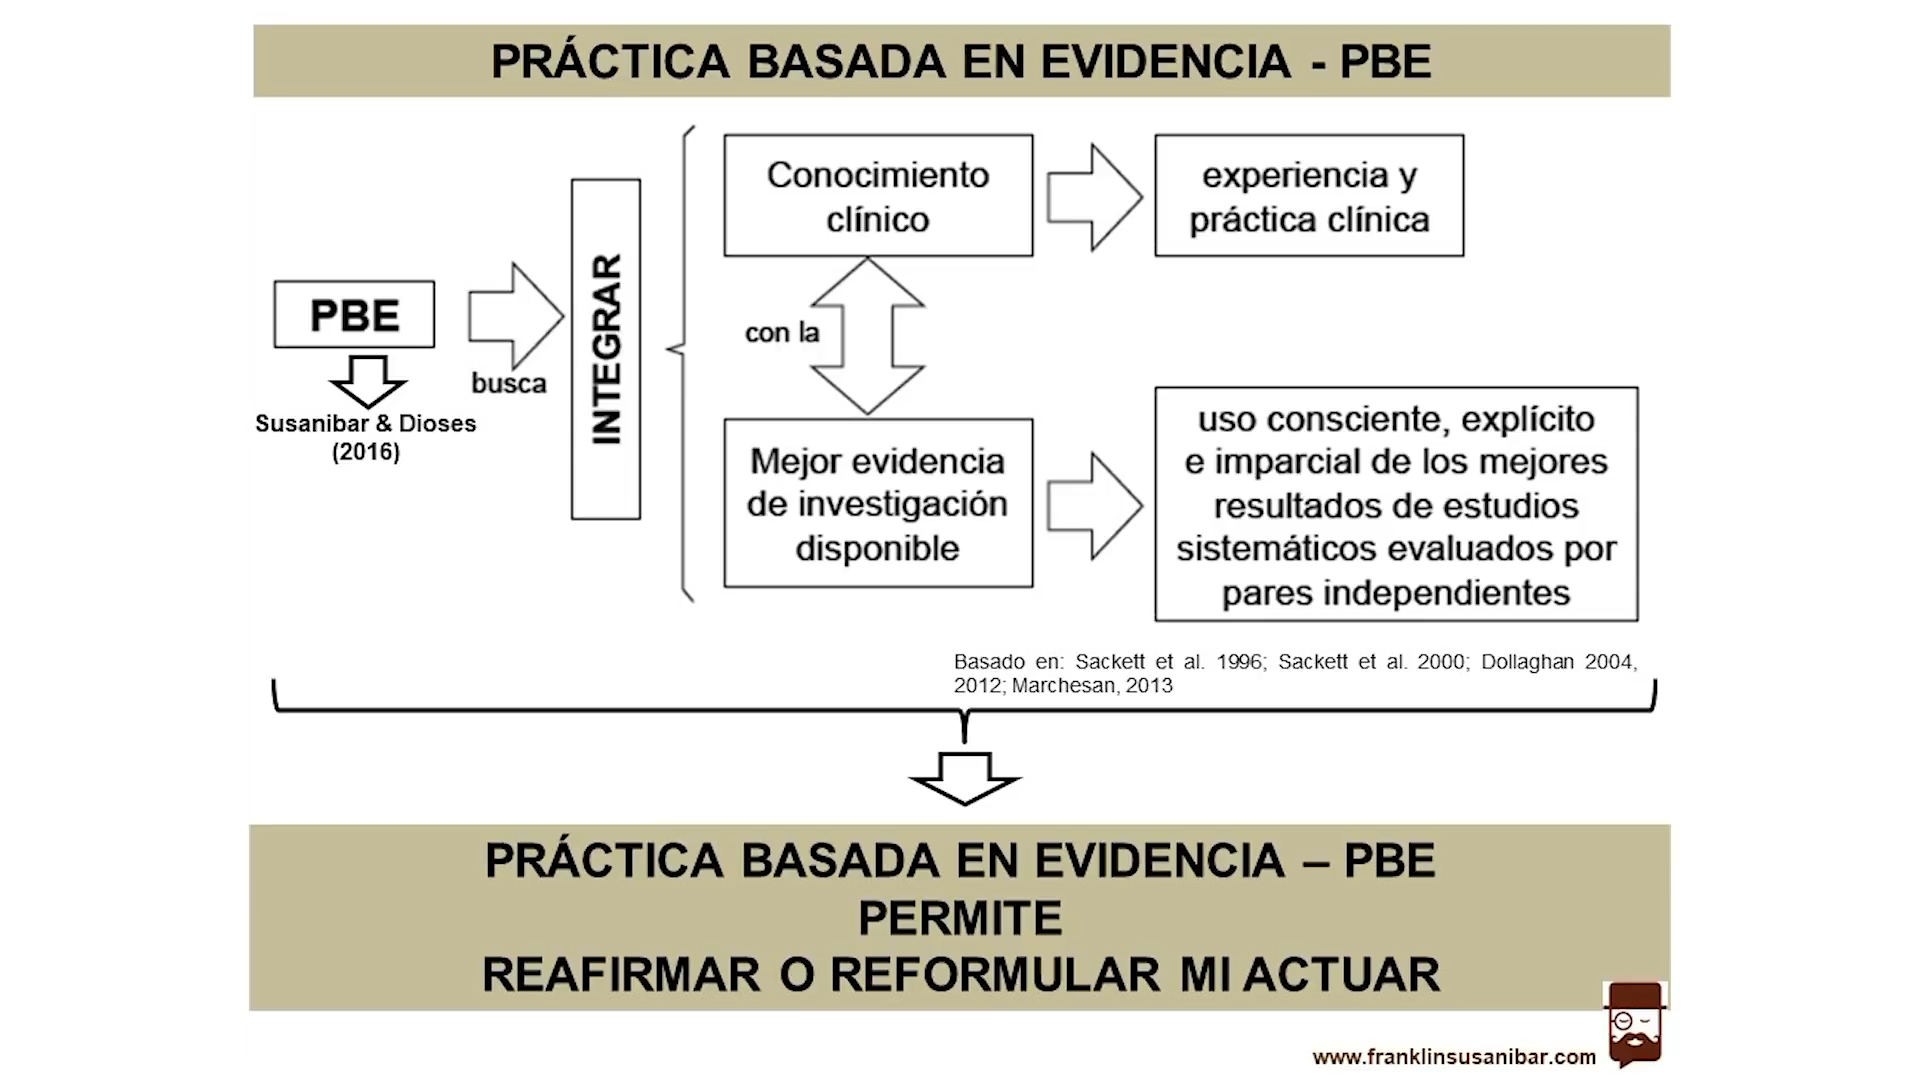 PRÁCTICA BASADA EN EVIDENCIA - PBE
PBE
Susanibar & Dioses
(2016)
busca
INTEGRAR
Conocimiento
clínico
experiencia y
práctica clínica
con la
Mejor evidencia
de investigación
disponible
uso consciente, explícito
e imparcial de los mejores
resultados de estudios
sistemáticos evaluados por
pares independientes
Basado en: Sackett et al. 1996; Sackett et al. 2000; Dollaghan 2004,
2012; Marchesan, 2013
PRÁCTICA BASADA EN EVIDENCIA – PBE
PERMITE
REAFIRMAR O REFORMULAR MI ACTUAR
www.franklinsusanibar.com